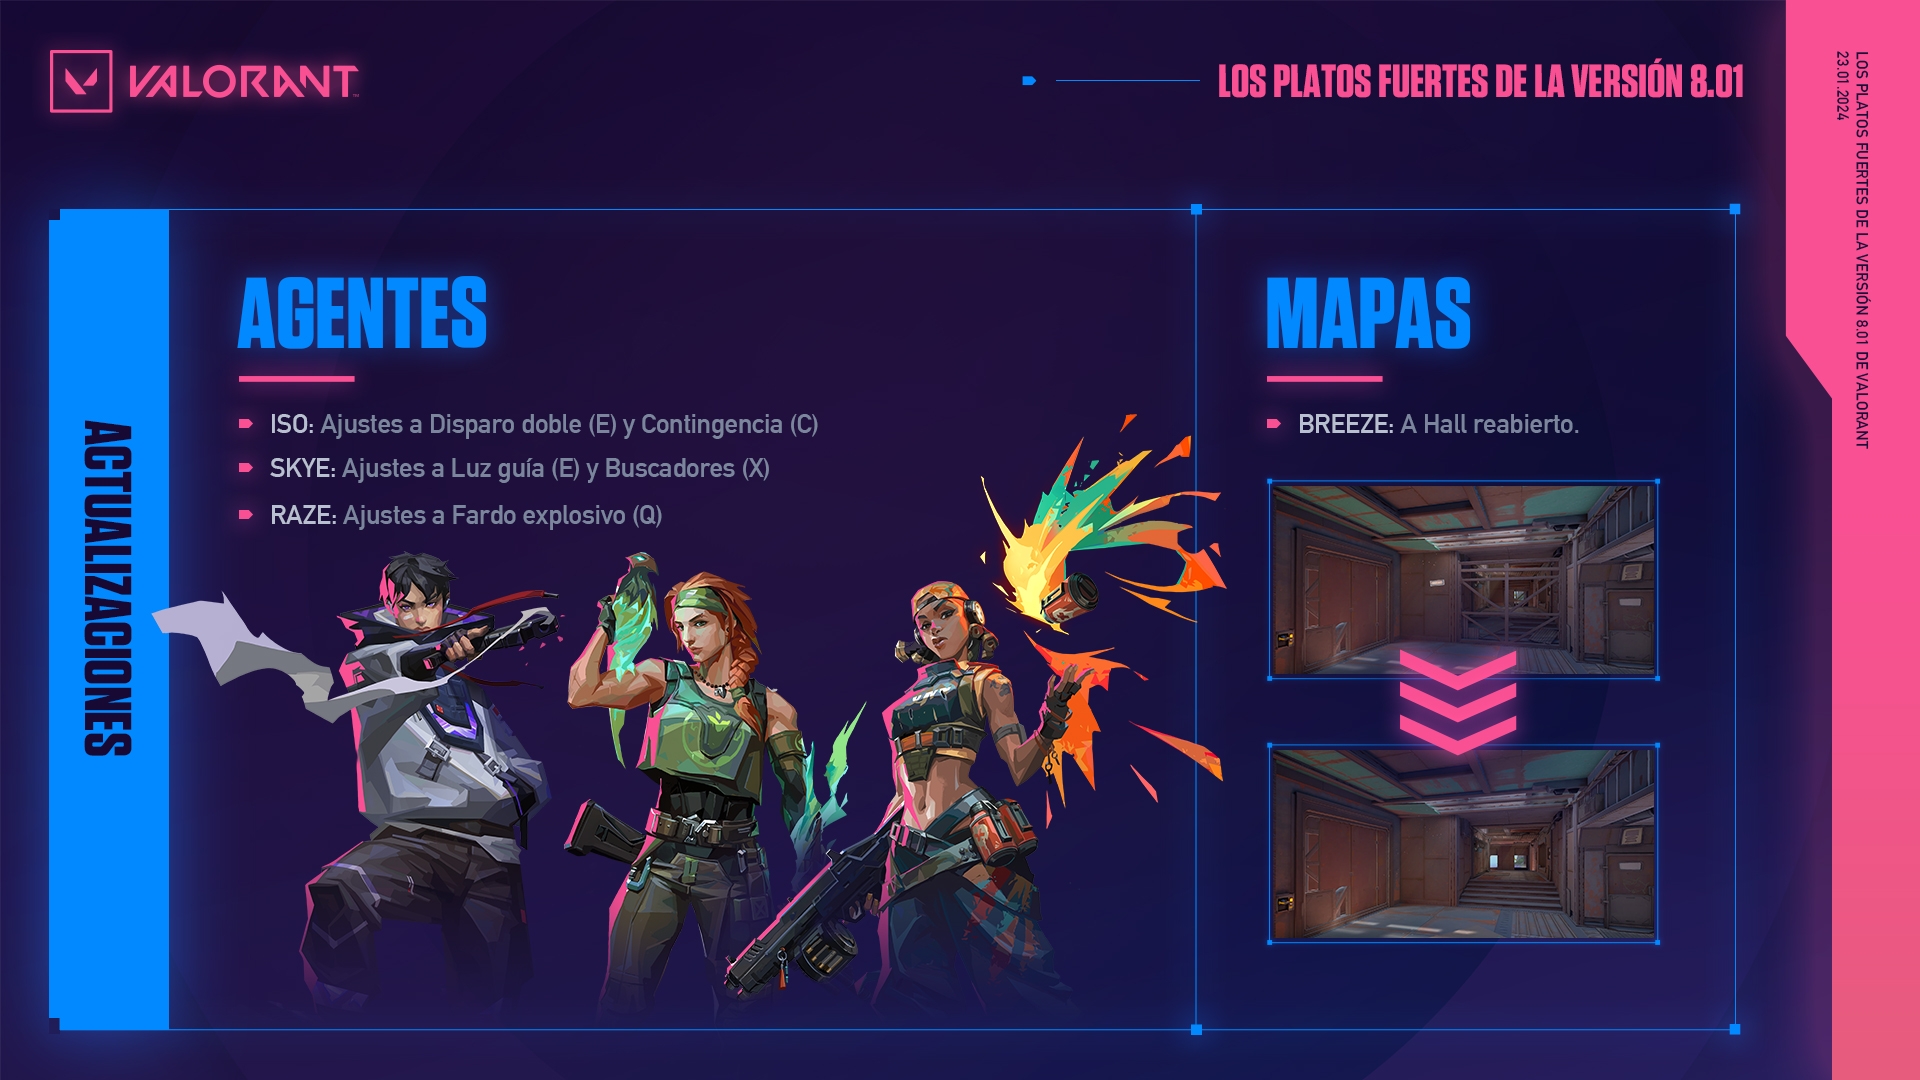 VALORANT
LOS PLATOS FUERTES DE LA VERSIÓN 8.01
LOS PLATOS FUERTES DE LA VERSIÓN 8.01 DE VALORANT
23.01.2024
ACTUALIZACIONES
AGENTES
ISO: Ajustes a Disparo doble (E) y Contingencia (C)
SKYE: Ajustes a Luz guía (E) y Buscadores (X)
RAZE: Ajustes a Fardo explosivo (Q)
MAPAS
BREEZE: A Hall reabierto.